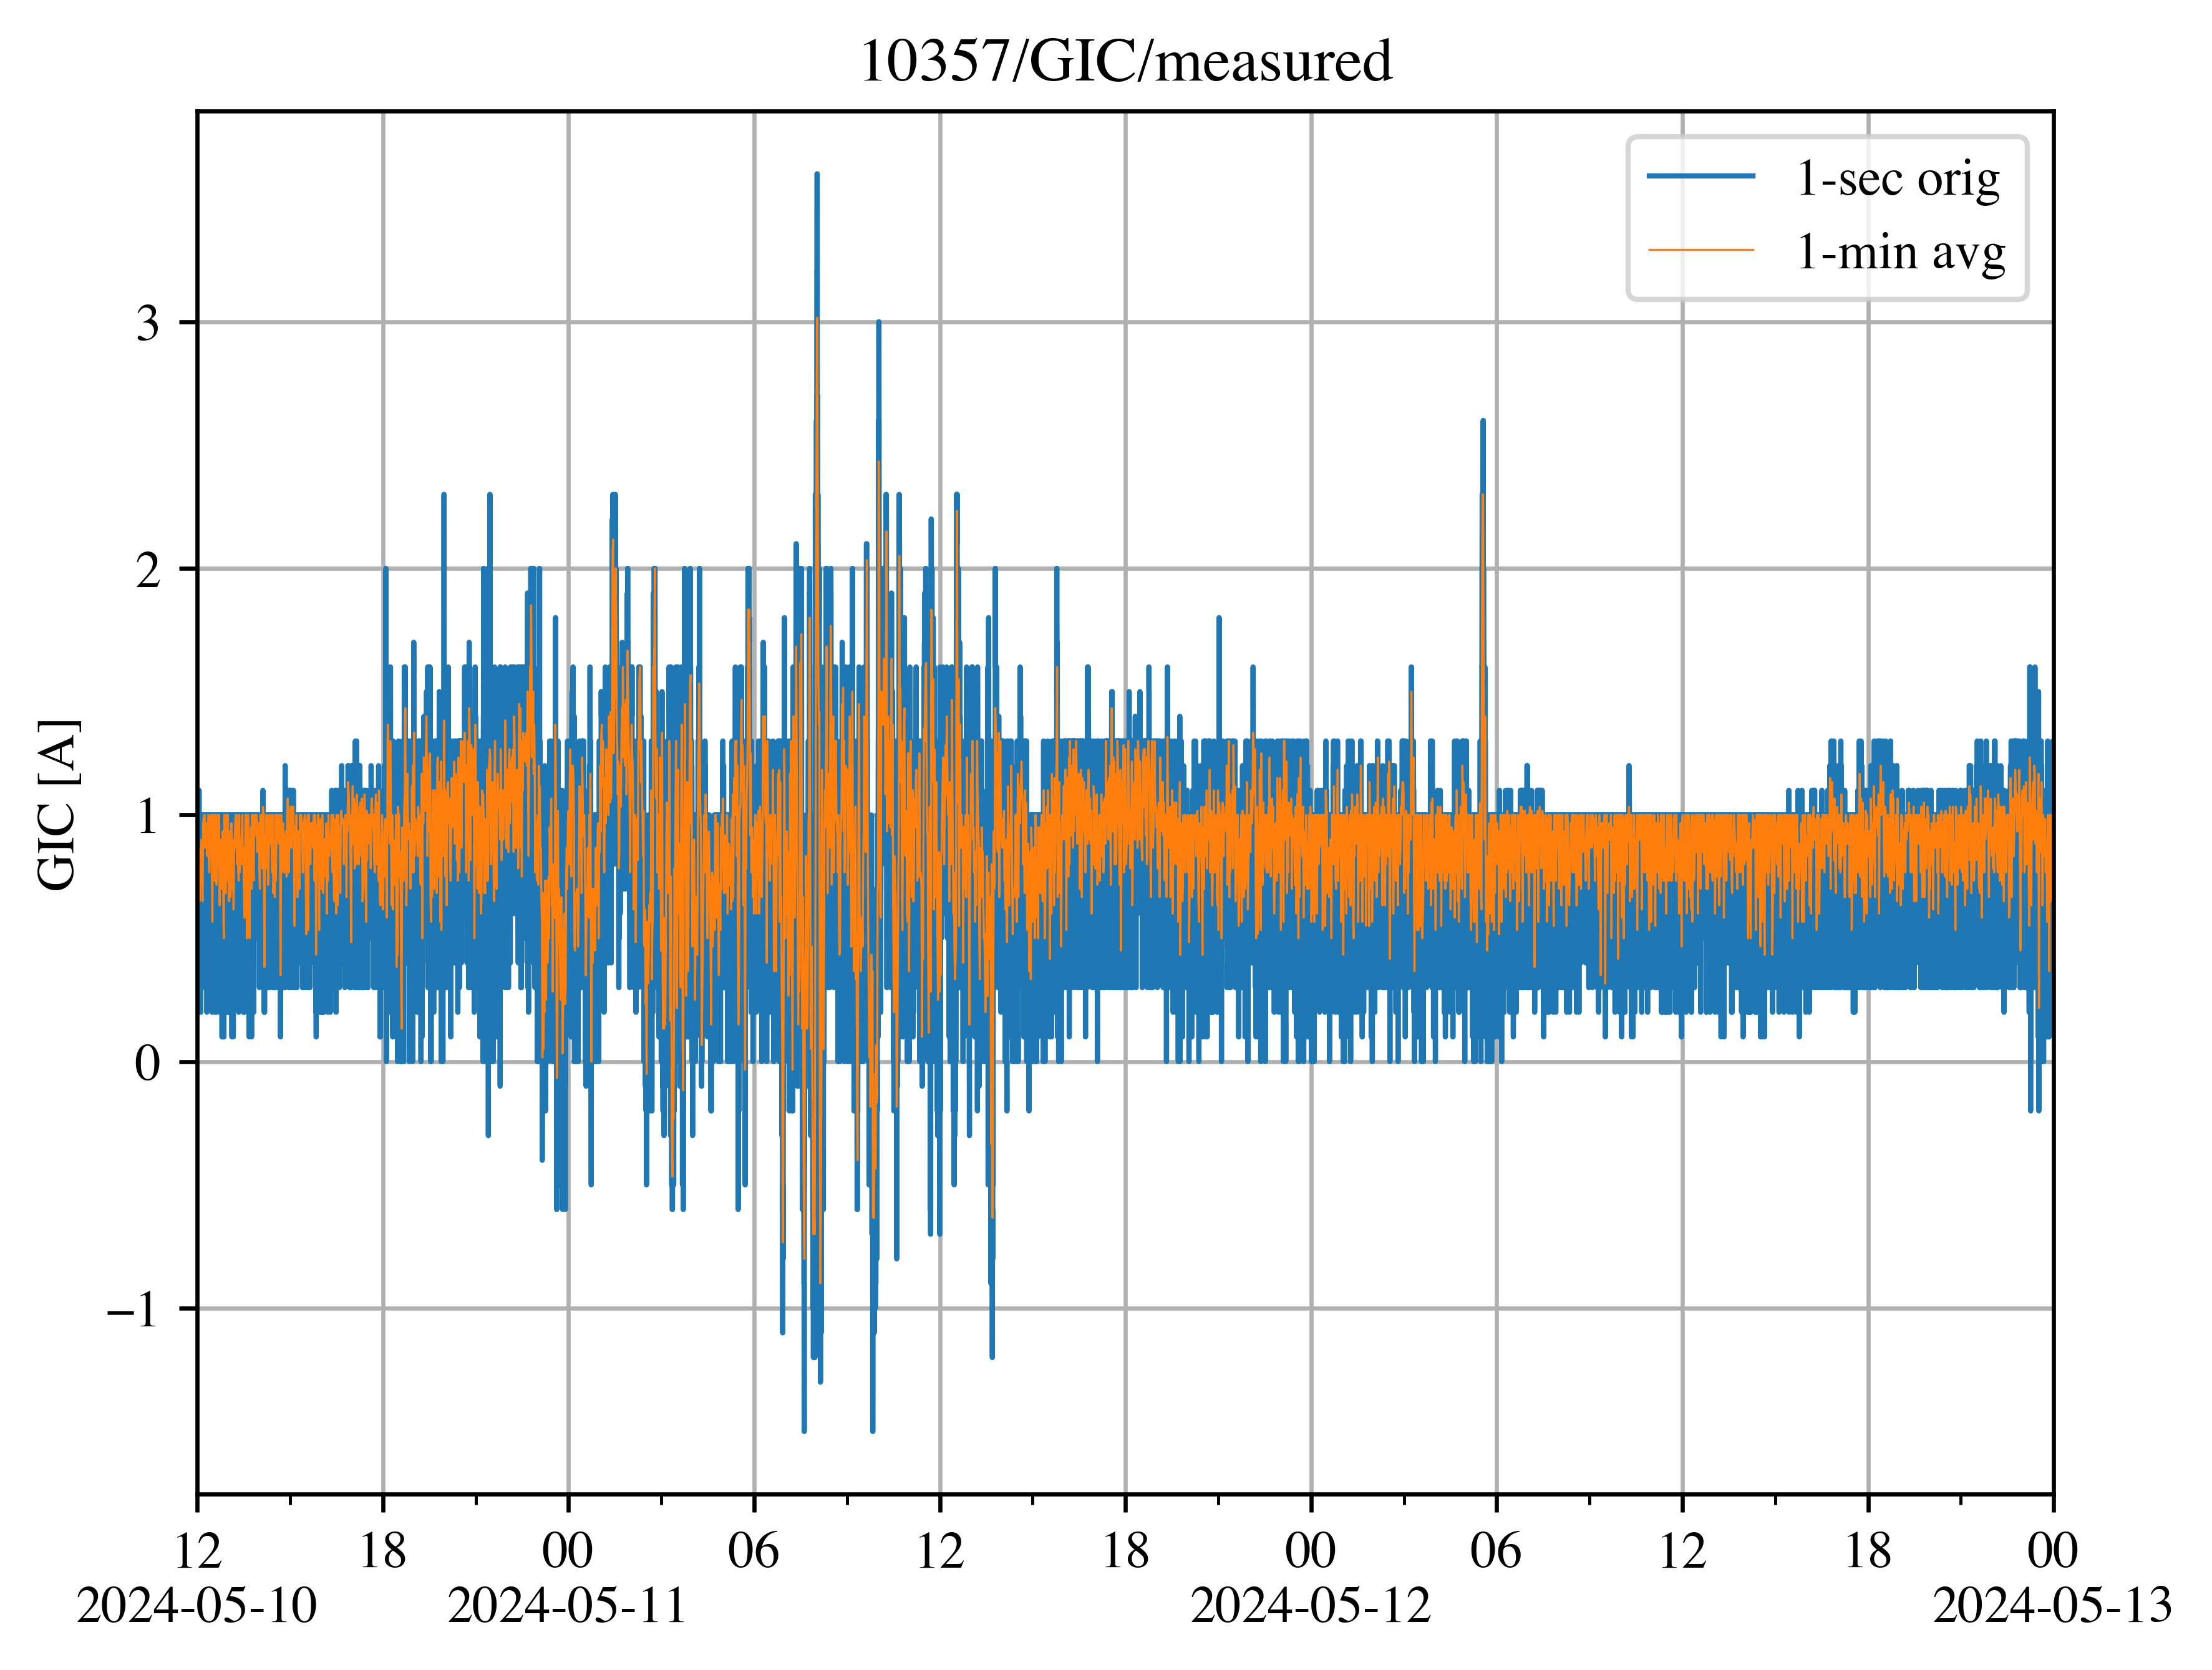 10357/GIC/measured
1-sec orig
1-min avg
3
2
1
0
−1
GIC [A]
12 18 00 06 12 18 00 06 12 18 00
2024-05-10 2024-05-11 2024-05-12 2024-05-13